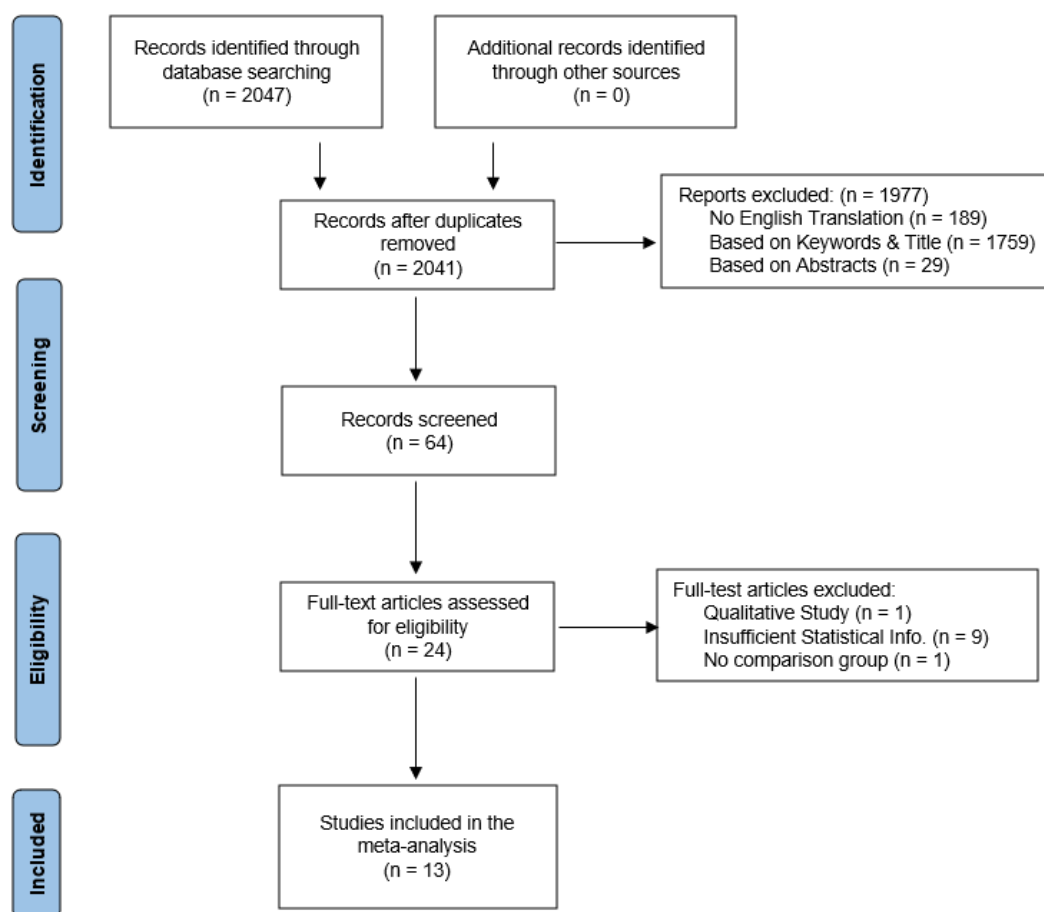 Identification
Records identified through
database searching
(n = 2047)
Additional records identified
through other sources
(n = 0)
Records after duplicates
removed
(n = 2041)
Reports excluded: (n = 1977)
No English Translation (n = 189)
Based on Keywords & Title (n = 1759)
Based on Abstracts (n = 29)
Screening
Records screened
(n = 64)
Eligibility
Full-text articles assessed
for eligibility
(n = 24)
Full-test articles excluded:
Qualitative Study (n = 1)
Insufficient Statistical Info. (n = 9)
No comparison group (n = 1)
Included
Studies included in the
meta-analysis
(n = 13)